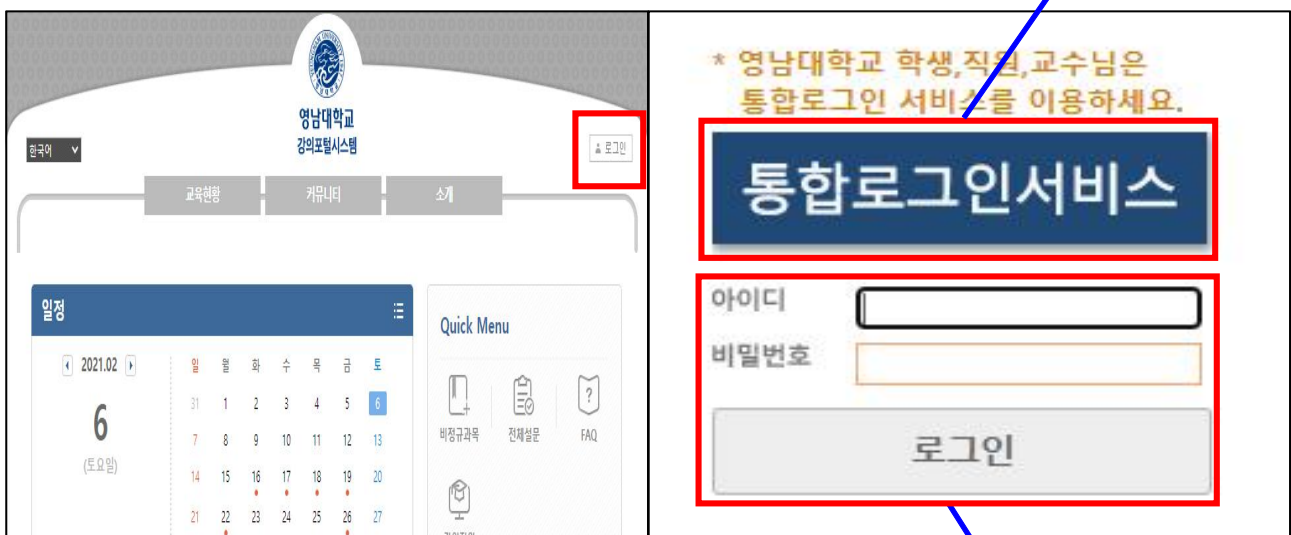 영남대학교
강의포털시스템
한국어
로그인
교육현황
커뮤니티
소개
일정
2021.02
6
(토요일)
일 월 화 수 목 금 토
31 1 2 3 4 5 6
7 8 9 10 11 12 13
14 15 16 17 18 19 20
21 22 23 24 25 26 27
Quick Menu
비정규과목
전체설문
FAQ
* 영남대학교 학생,직원,교수님은
통합로그인 서비스를 이용하세요.
통합로그인서비스
아이디
비밀번호
로그인